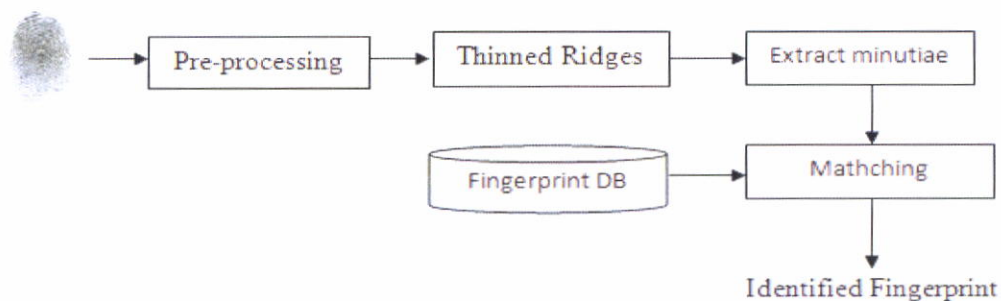 Pre-processing
Thinned Ridges
Extract minutiae
Fingerprint DB
Mathching
Identified Fingerprint